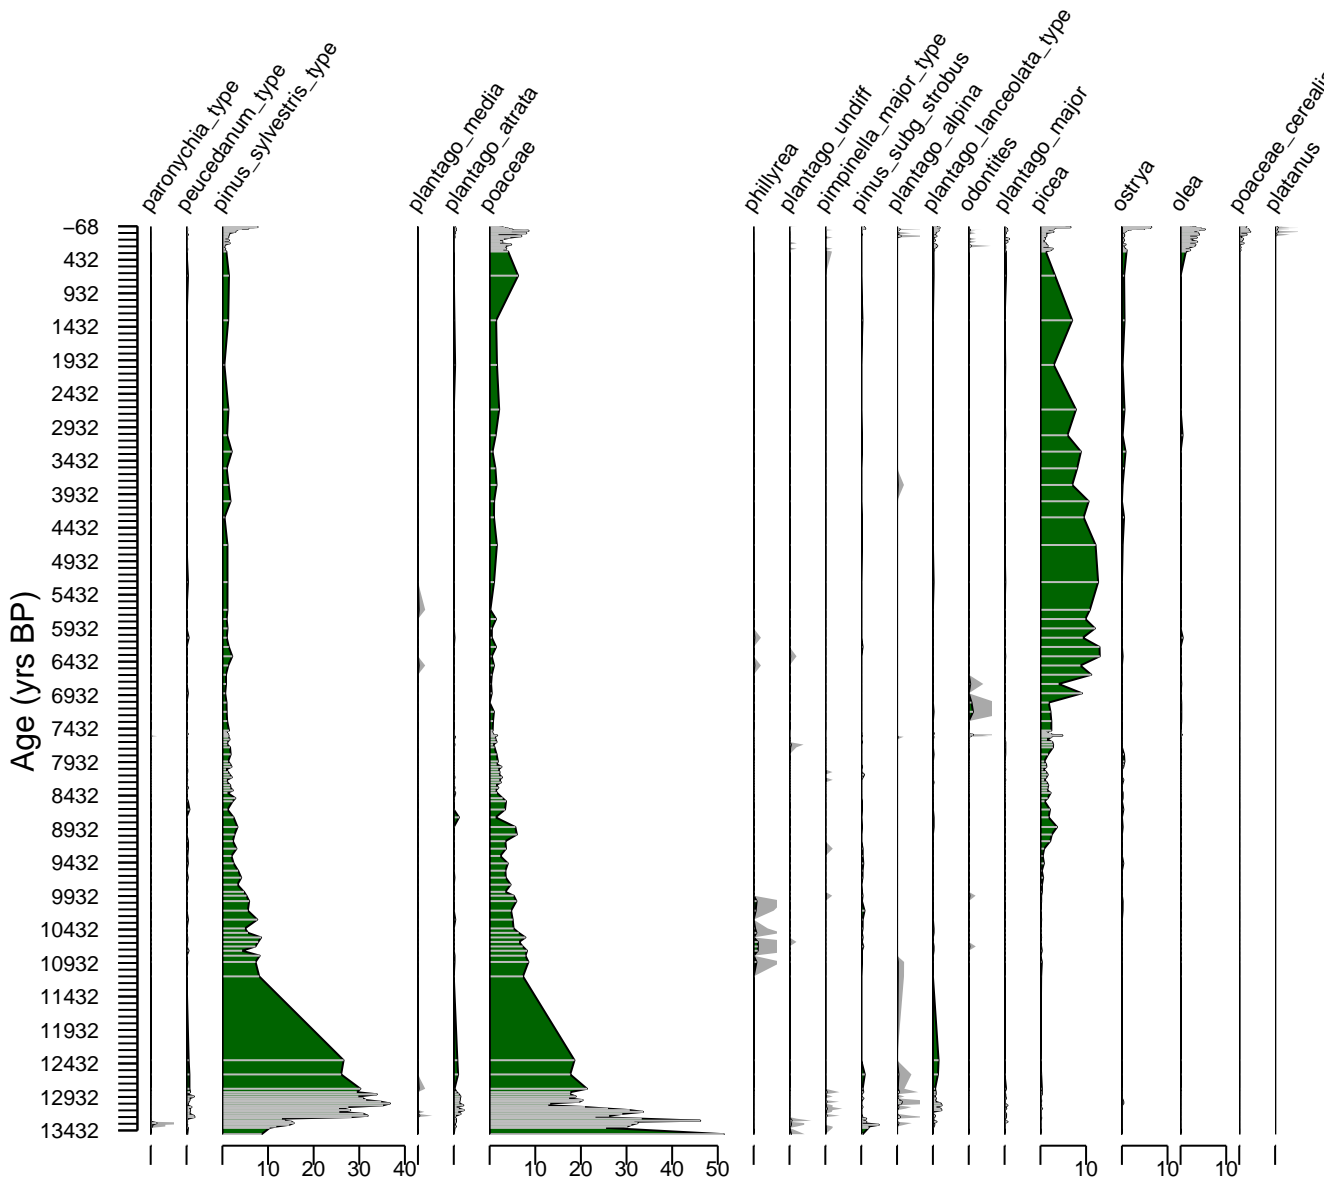 paronychia_type
peucedanum_type
pinus_sylvestris_type
plantago_media
plantago_atrata
poaceae
phillyrea
plantago_undiff
pimpinella_major_type
pinus_subg_strobus
plantago_alpina
plantago_lanceolata_type
odontites
plantago_major
picea
ostrya
olea
poaceae_cerealis
platanus
Age (yrs BP)
−68
432
932
1432
1932
2432
2932
3432
3932
4432
4932
5432
5932
6432
6932
7432
7932
8432
8932
9432
9932
10432
10932
11432
11932
12432
12932
13432
10 20 30 40 10 20 30 40 50 10 10 10